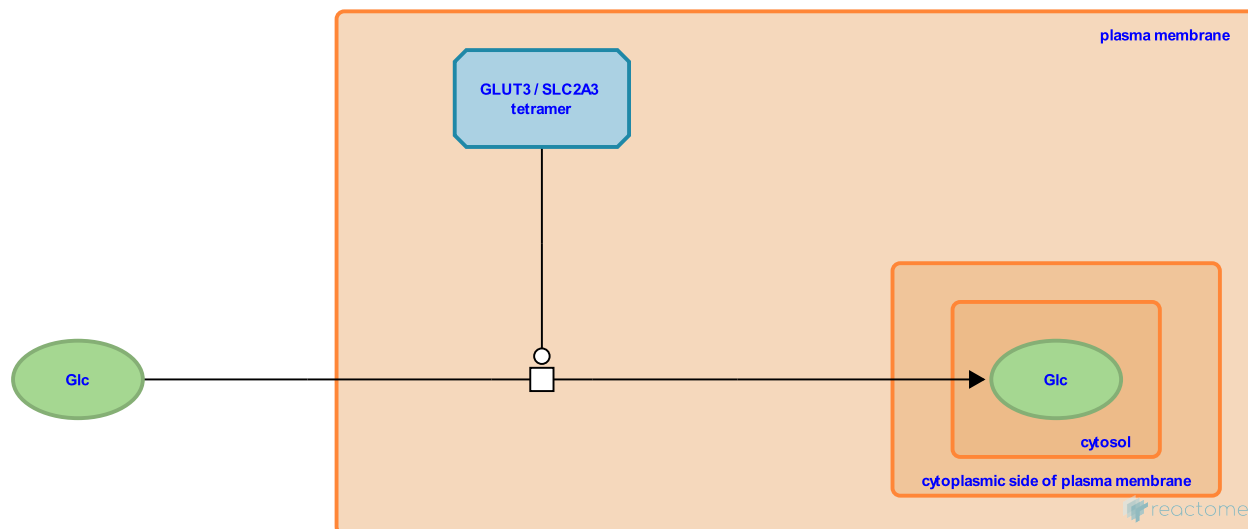 plasma membrane
GLUT3 / SLC2A3
tetramer
Glc
Glc
cytosol
cytoplasmic side of plasma membrane
reactome